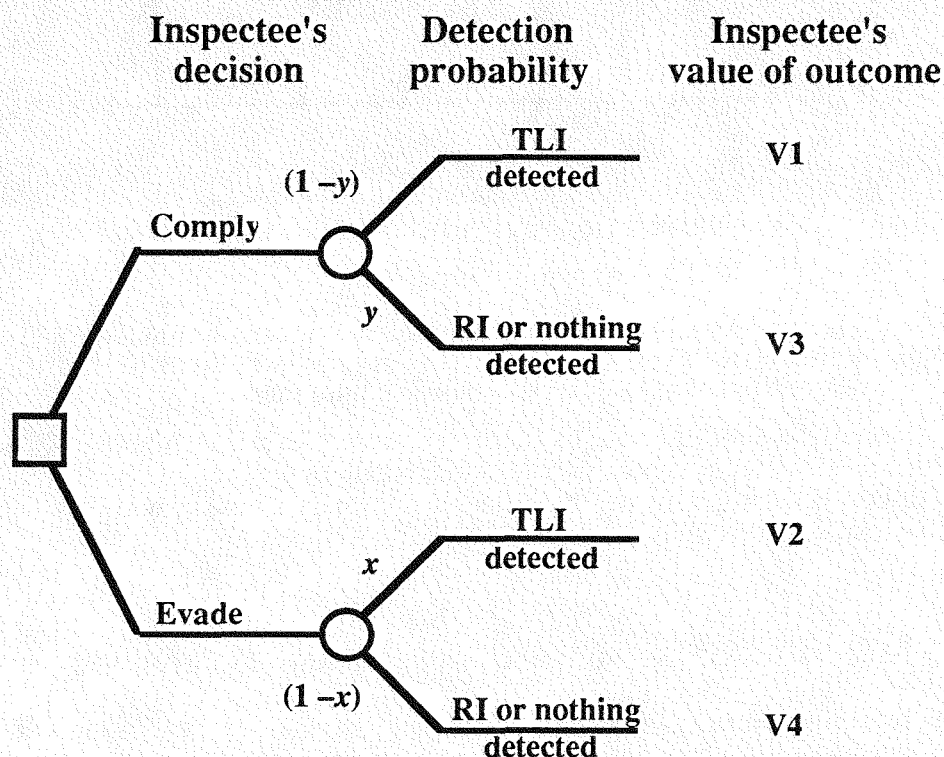 Inspectee's decision
Detection probability
Inspectee's value of outcome
TLI
detected
V1
(1 –y)
Comply
y
RI or nothing
detected
V3
TLI
detected
V2
x
Evade
(1 –x)
RI or nothing
detected
V4